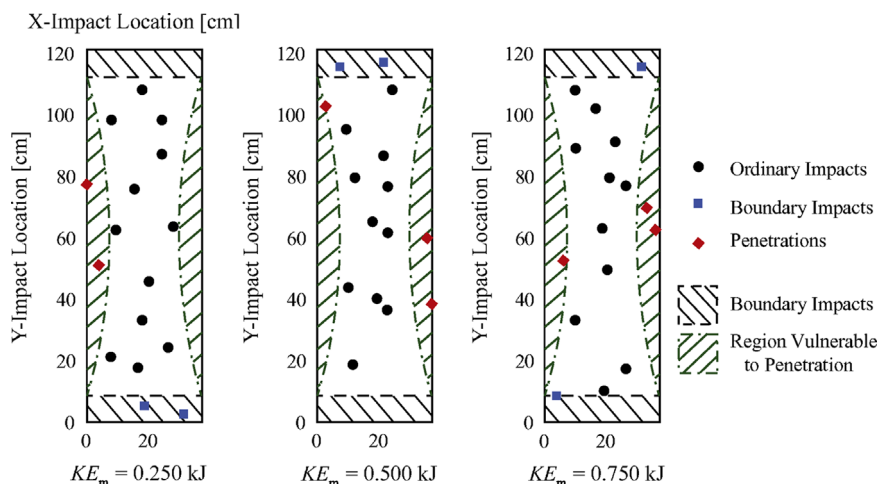 X-Impact Location [cm]
Y-Impact Location [cm]
120
100
80
60
40
20
0
0 20
KEm = 0.250 kJ
Y-Impact Location [cm]
120
100
80
60
40
20
0
0 20
KEm = 0.500 kJ
Y-Impact Location [cm]
120
100
80
60
40
20
0
0 20
KEm = 0.750 kJ
Ordinary Impacts
Boundary Impacts
Penetrations
Boundary Impacts
Region Vulnerable
to Penetration